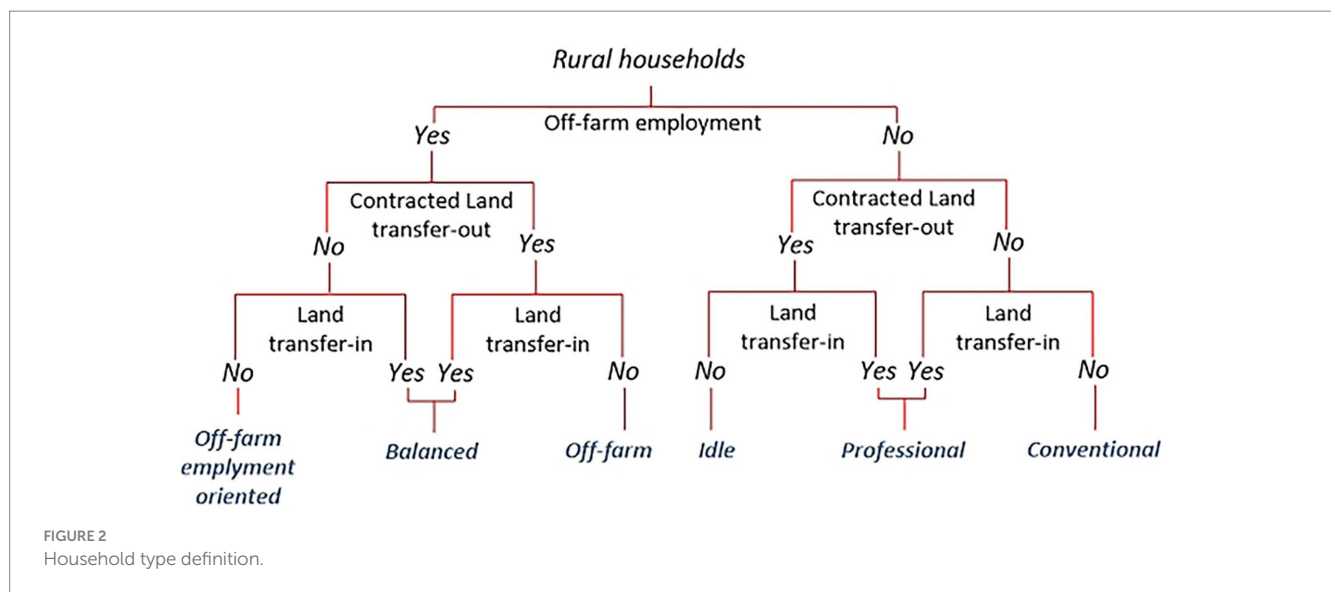 Rural households
Off-farm employment
Yes
No
Contracted Land
transfer-out
Contracted Land
transfer-out
No
Yes
Yes
No
Land
transfer-in
Land
transfer-in
Land
transfer-in
Land
transfer-in
No
Yes
Yes
No
No
Yes
Yes
No
Off-farm
emplyment
oriented
Balanced
Off-farm
Idle
Professional
Conventional
FIGURE 2
Household type definition.